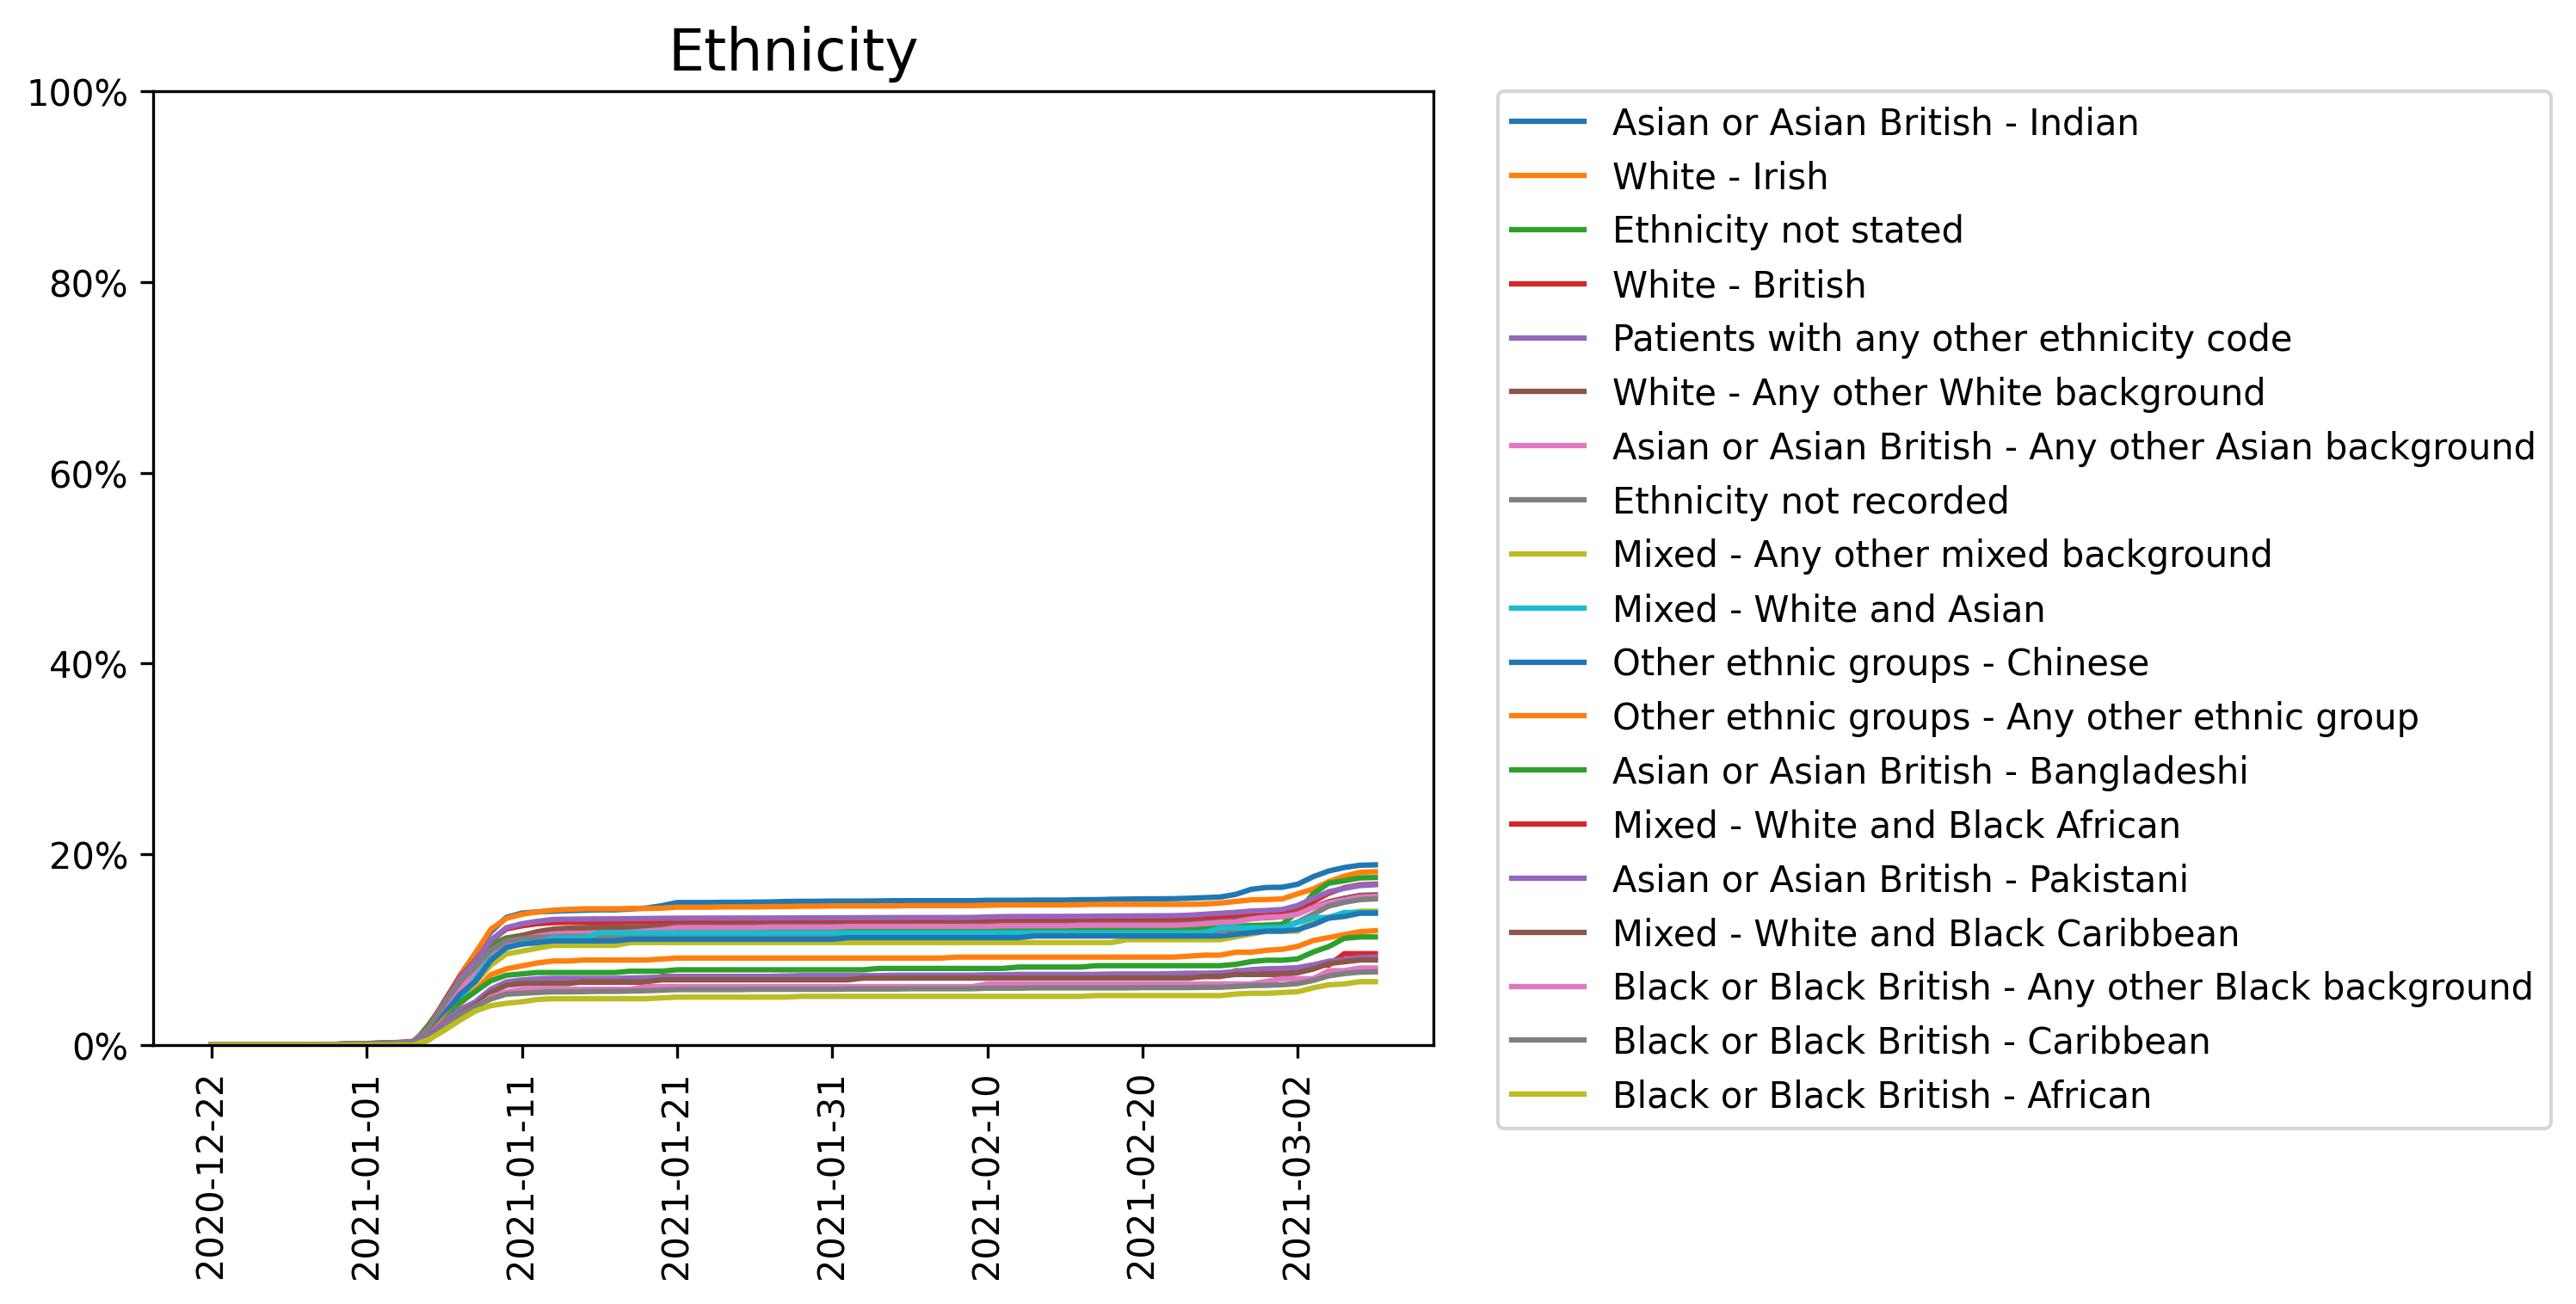 Ethnicity
100%
80%
60%
40%
20%
0%
2020-12-22
2021-01-01
2021-01-11
2021-01-21
2021-01-31
2021-02-10
2021-02-20
2021-03-02
Asian or Asian British - Indian
White - Irish
Ethnicity not stated
White - British
Patients with any other ethnicity code
White - Any other White background
Asian or Asian British - Any other Asian background
Ethnicity not recorded
Mixed - Any other mixed background
Mixed - White and Asian
Other ethnic groups - Chinese
Other ethnic groups - Any other ethnic group
Asian or Asian British - Bangladeshi
Mixed - White and Black African
Asian or Asian British - Pakistani
Mixed - White and Black Caribbean
Black or Black British - Any other Black background
Black or Black British - Caribbean
Black or Black British - African